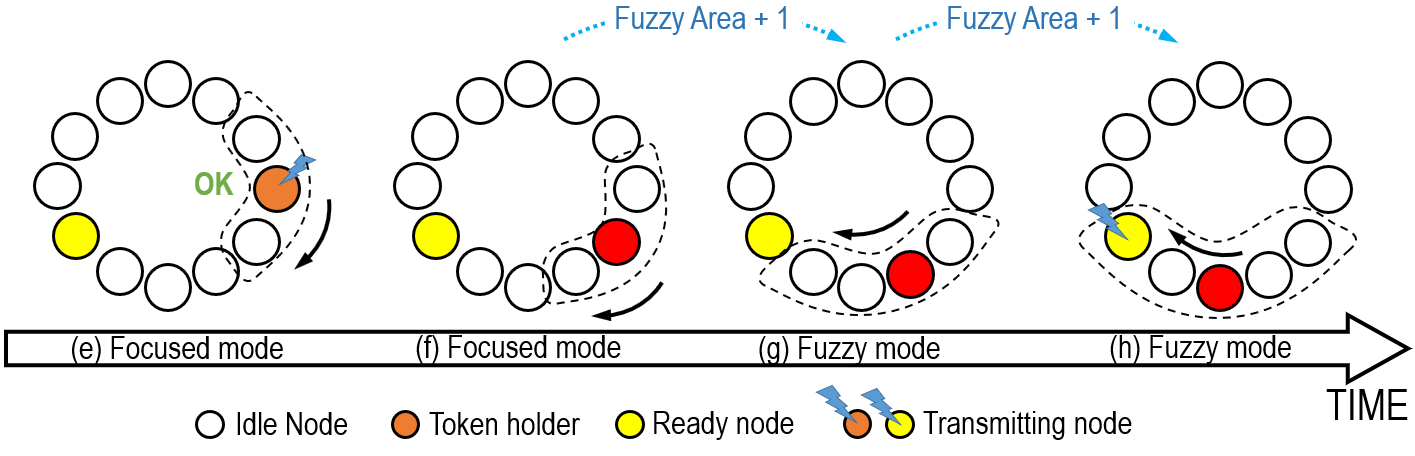 Fuzzy Area + 1
Fuzzy Area + 1
OK
(e) Focused mode
(f) Focused mode
(g) Fuzzy mode
(h) Fuzzy mode
TIME
Idle Node
Token holder
Ready node
Transmitting node